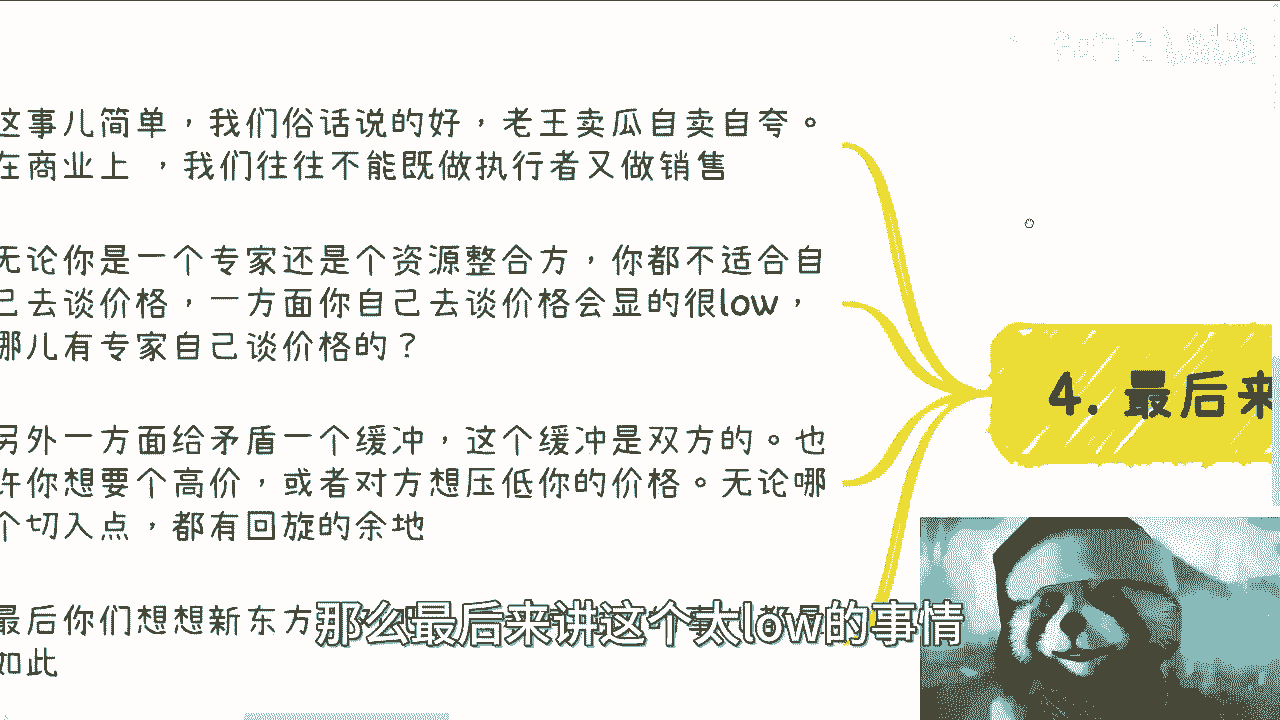 这事儿简单，我们俗话说的好，老王卖瓜自卖自夸。
在商业上 ，我们往往不能既做执行者又做销售
无论你是一个专家还是个资源整合方，你都不适合自
己去谈价格，一方面你自己去谈价格会显的很low，
哪儿有专家自己谈价格的？
另外一方面给矛盾一个缓冲，这个缓冲是双方的。也
许你想要个高价，或者对方想压低你的价格。无论哪
个切入点，都有回旋的余地
最后你们想想新东方
如此
4. 最后来
那么最后来讲这个太low的事情